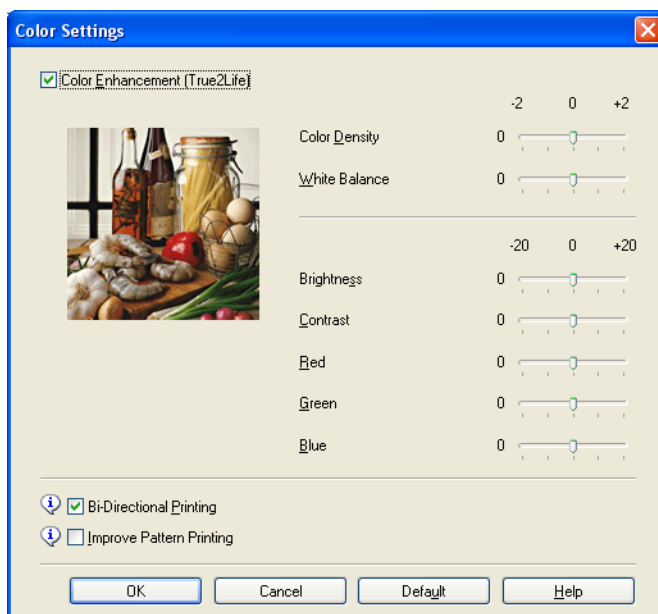 Color Settings
Color Enhancement (True2Life)
-2 0 +2
Color Density 0
White Balance 0
-20 0 +20
Brightness 0
Contrast 0
Red 0
Green 0
Blue 0
Bi-Directional Printing
Improve Pattern Printing
OK Cancel Default Help